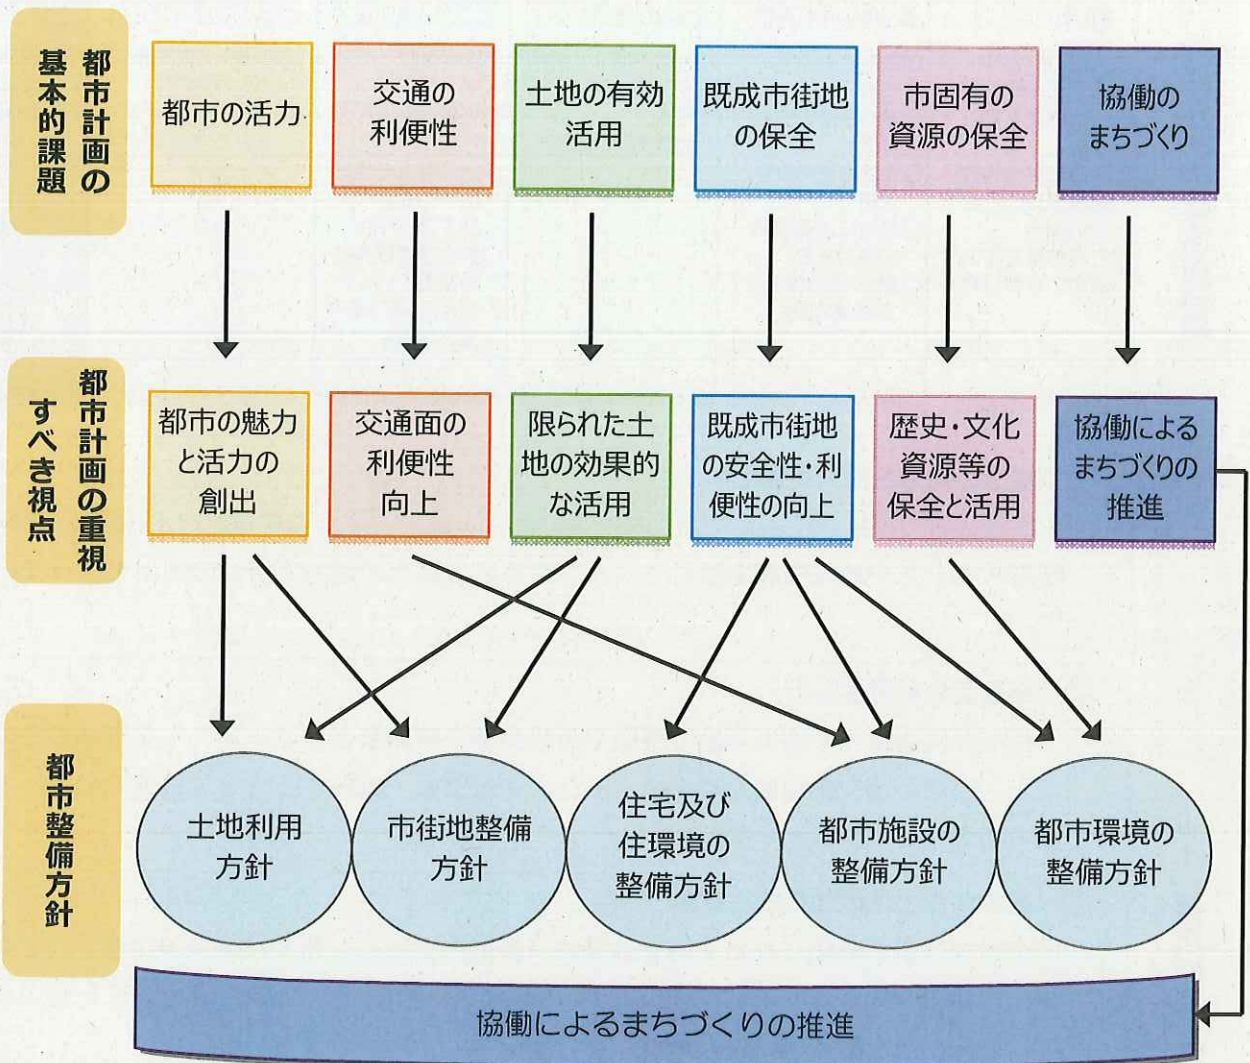 都市計画の
基本的課題
都市の活力
交通の
利便性
土地の有効
活用
既成市街地
の保全
市固有の
資源の保全
協働の
まちづくり
都市計画の重視
すべき視点
都市の魅力
と活力の
創出
交通面の
利便性
向上
限られた土
地の効果的
な活用
既成市街地
の安全性・利
便性の向上
歴史・文化
資源等の
保全と活用
協働による
まちづくりの
推進
都市整備方針
土地利用
方針
市街地整備
方針
住宅及び
住環境の
整備方針
都市施設の
整備方針
都市環境の
整備方針
協働によるまちづくりの推進